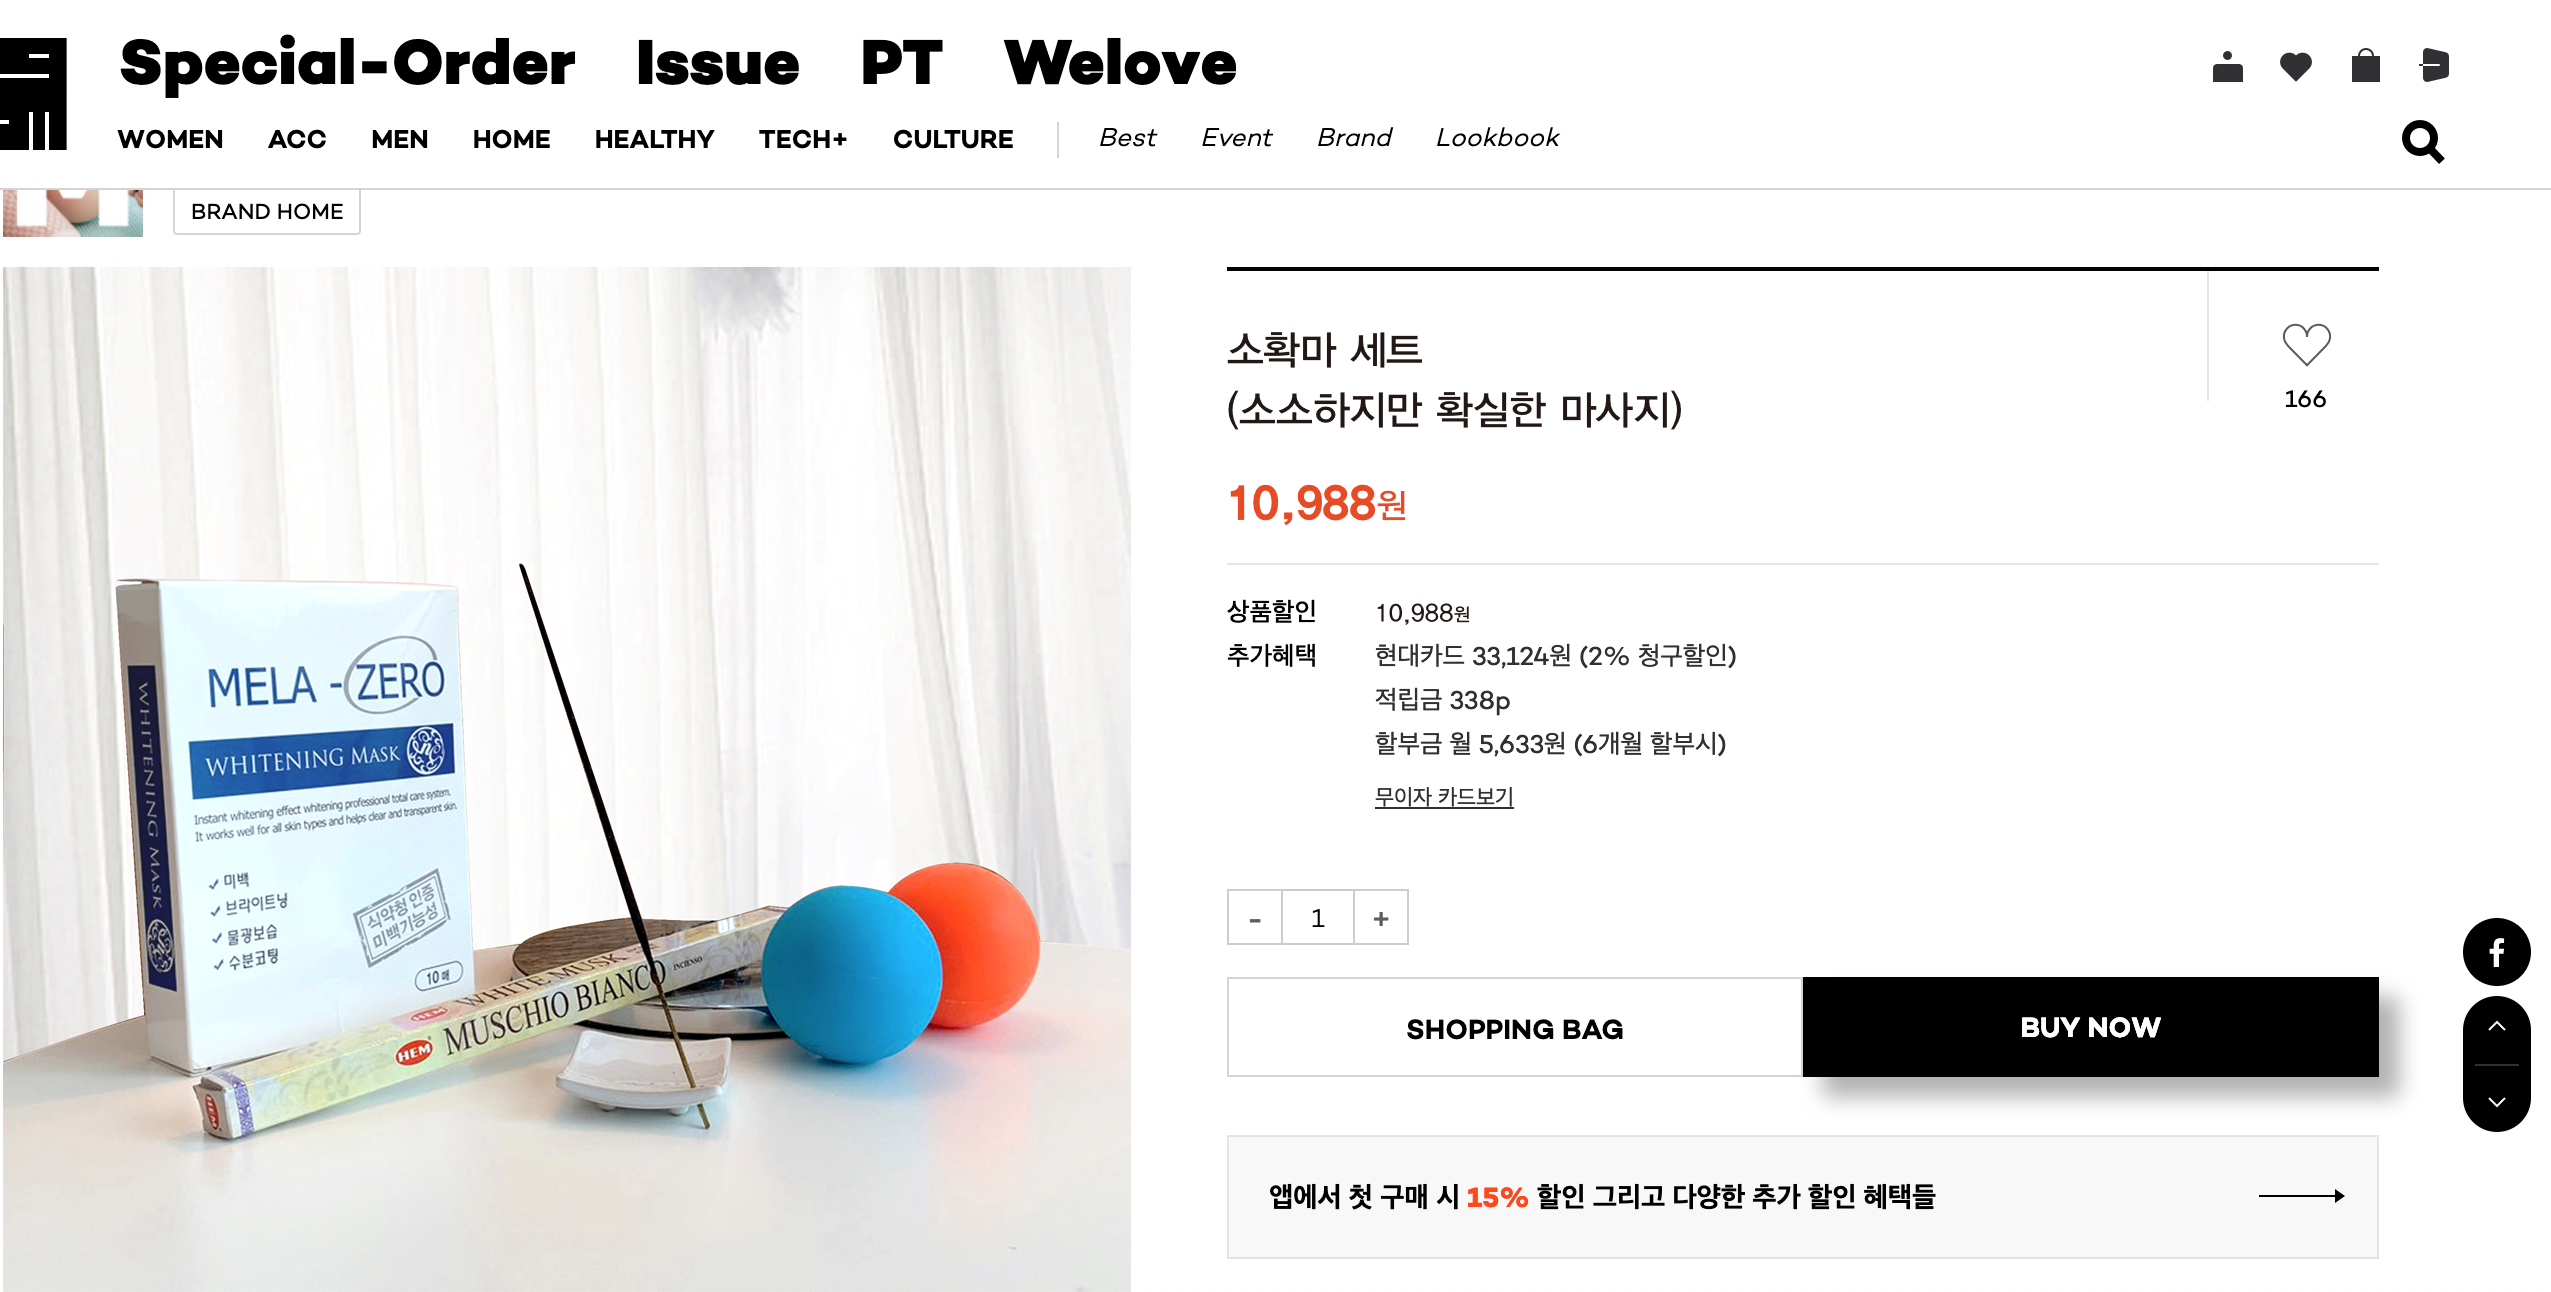 Special-Order Issue PT Welove
WOMEN ACC MEN HOME HEALTHY TECH+ CULTURE Best Event Brand Lookbook
BRAND HOME
소확마 세트
(소소하지만 확실한 마사지)
166
10,988원
상품할인 10,988원
추가혜택 현대카드 33,124원 (2% 청구할인)
적립금 338p
할부금 월 5,633원 (6개월 할부시)
무이자 카드보기
- 1 +
SHOPPING BAG BUY NOW
앱에서 첫 구매 시 15% 할인 그리고 다양한 추가 할인 혜택들
MELA - ZERO
WHITENING MASK
Instant whitening effect whitening professional total care system.
It works well for all skin types and helps clear and transparent skin.
미백
브라이트닝
물광보습
수분코팅
식약청 인증
미백기능성
10 매
WHITENING MASK
WHITE MUSK
HEM MUSCHIO BIANCO INCIENSO
HEM
HEM
f